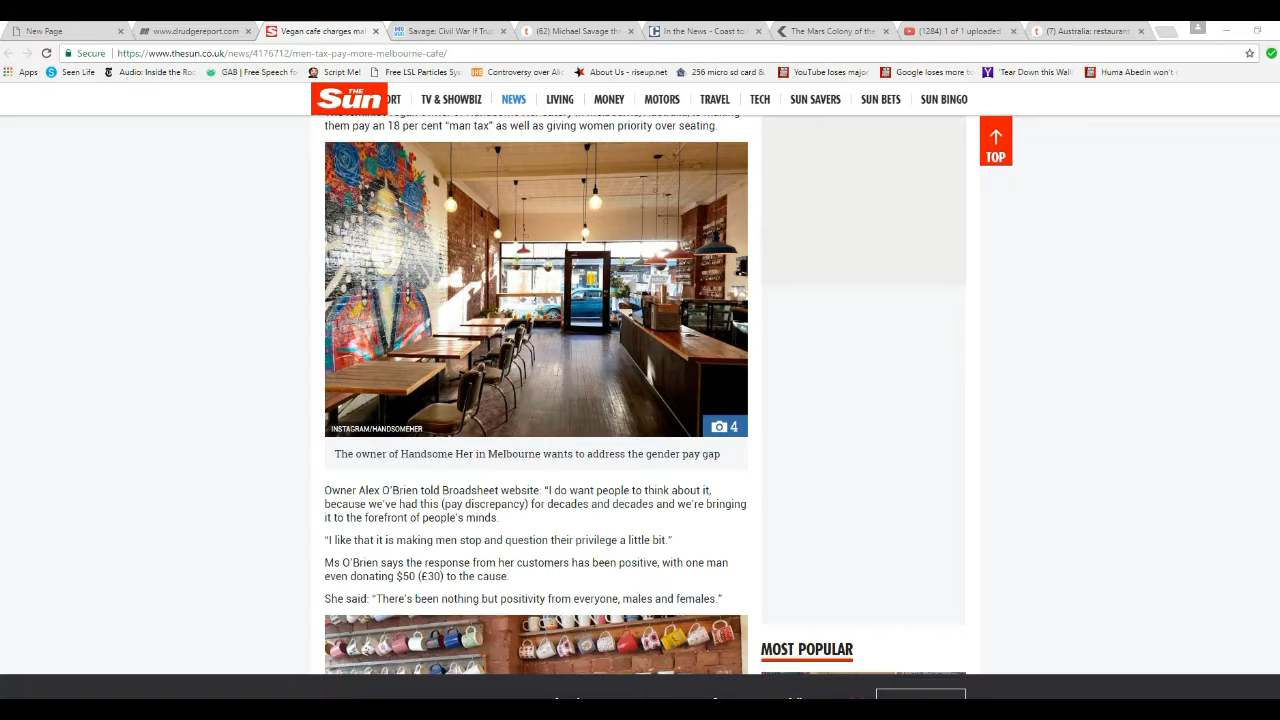 New Page
www.drudgereport.com
Vegan cafe charges ma
Savage: Civil War If Tru
(62) Michael Savage the
In the News - Coast to
The Mars Colony of the
(1284) 1 of 1 uploaded
(7) Australia: restaurant
Secure
https://www.thesun.co.uk/news/4176712/men-tax-pay-more-melbourne-cafe/
Apps
Seen Life
Audio: Inside the Ro
GAB | Free Speech fo
Script Me!
Free LSL Particles Sys
Controversy over Ali
About Us - riseup.net
256 micro sd card &
YouTube loses major
Google loses more t
'Tear Down this Wall
Huma Abedin won't
THE Sun
ORT
TV & SHOWBIZ
NEWS
LIVING
MONEY
MOTORS
TRAVEL
TECH
SUN SAVERS
SUN BETS
SUN BINGO
them pay an 18 per cent “man tax” as well as giving women priority over seating.
TOP
INSTAGRAM/HANDSOMEHER
4
The owner of Handsome Her in Melbourne wants to address the gender pay gap
Owner Alex O’Brien told Broadsheet website: “I do want people to think about it,
because we’ve had this (pay discrepancy) for decades and decades and we’re bringing
it to the forefront of people’s minds.
“I like that it is making men stop and question their privilege a little bit.”
Ms O’Brien says the response from her customers has been positive, with one man
even donating $50 (£30) to the cause.
She said: “There’s been nothing but positivity from everyone, males and females.”
MOST POPULAR